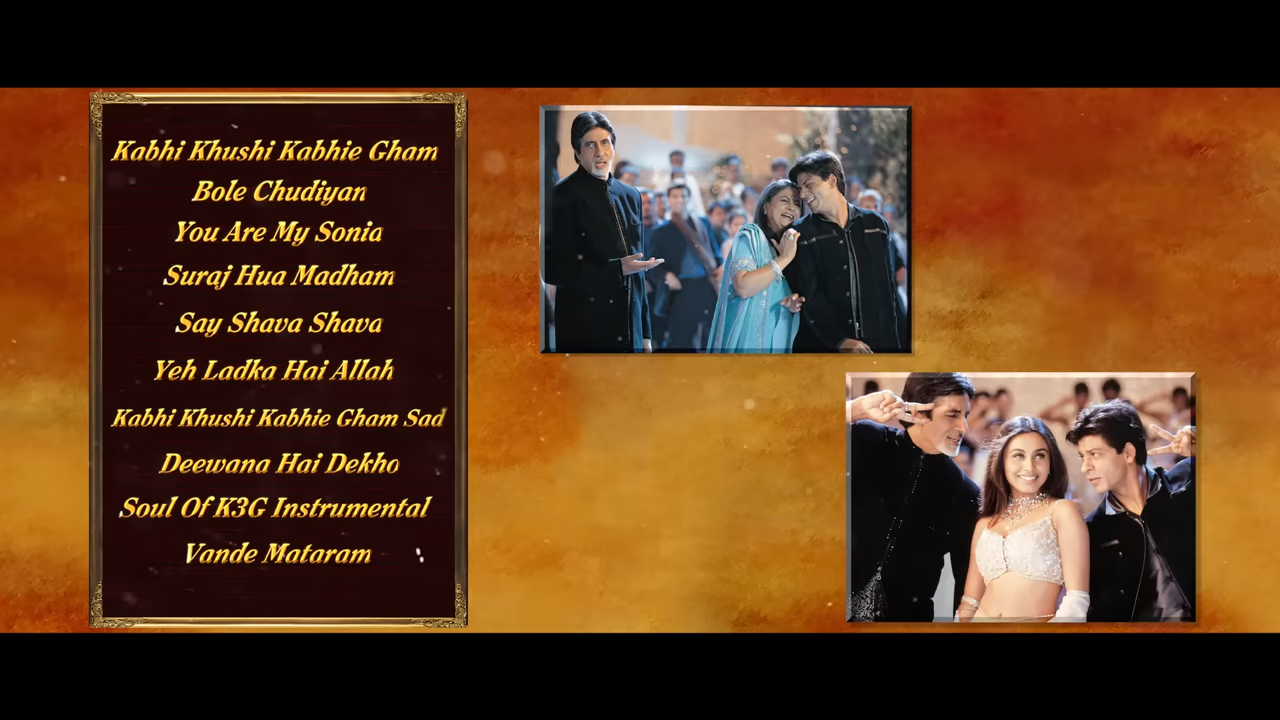 Kabhi Khushi Kabhie Gham
Bole Chudiyan
You Are My Sonia
Suraj Hua Madham
Say Shava Shava
Yeh Ladka Hai Allah
Kabhi Khushi Kabhie Gham Sad
Deewana Hai Dekho
Soul Of K3G Instrumental
Vande Mataram